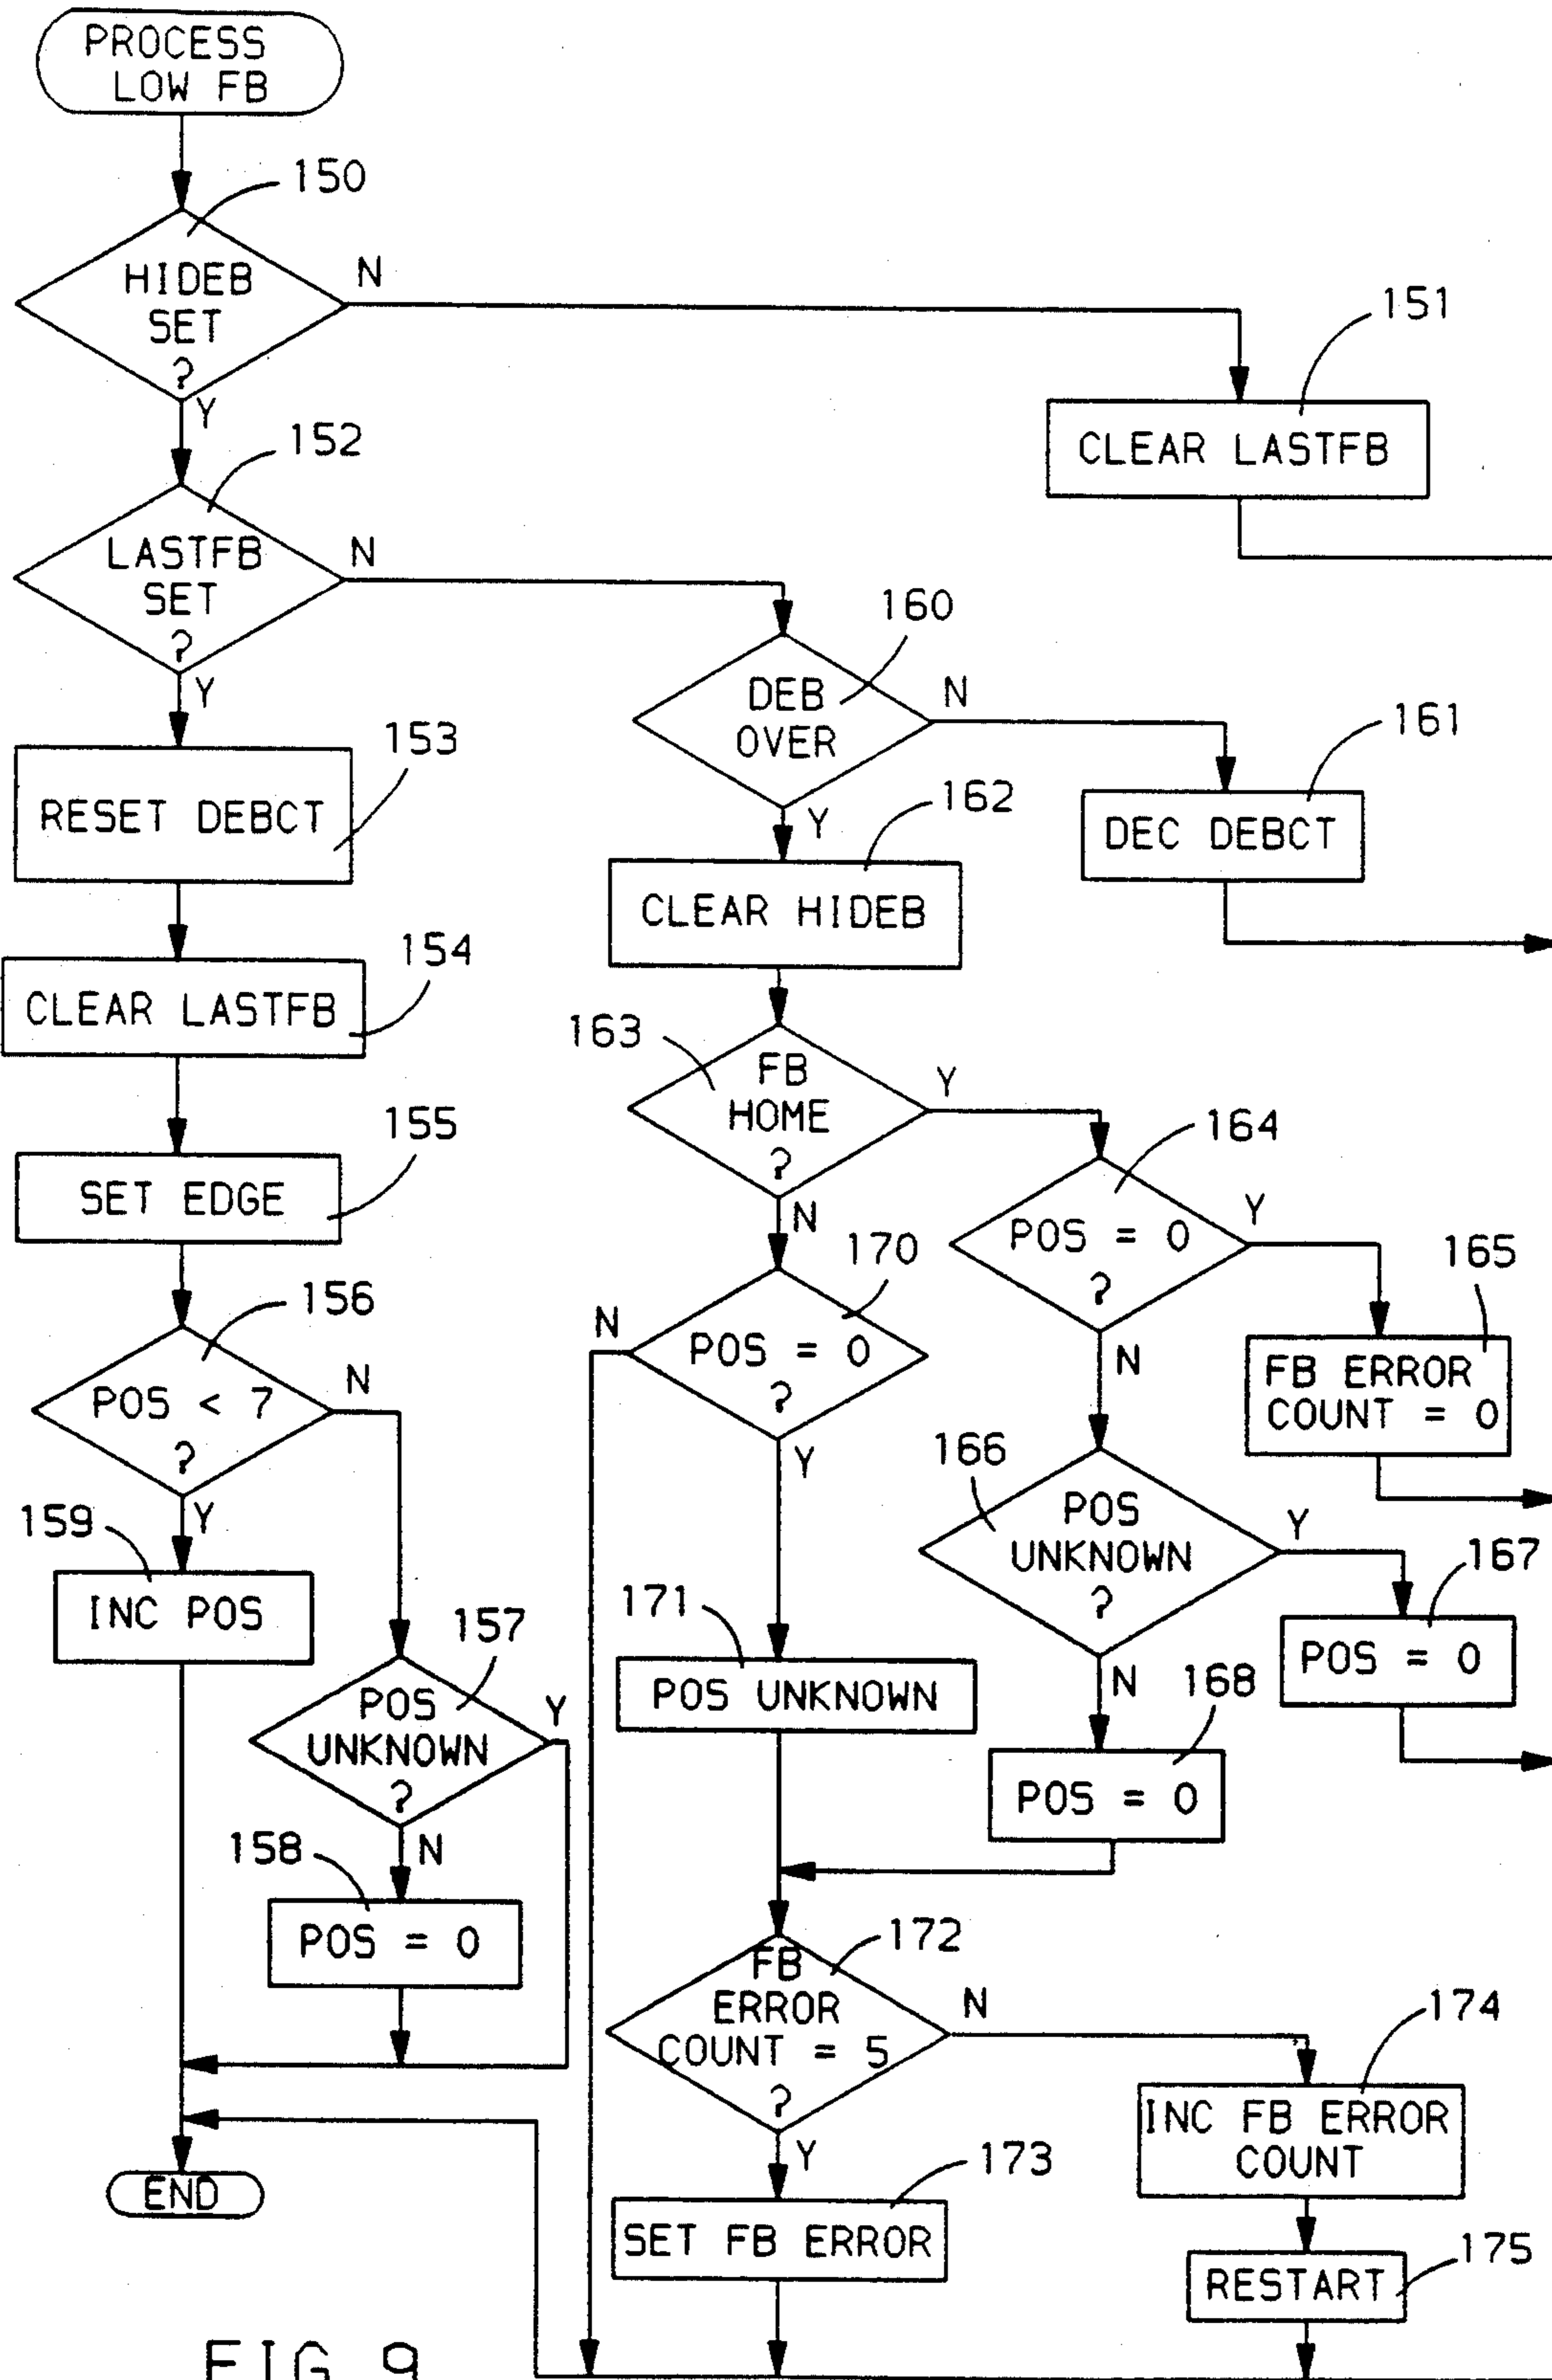 PROCESS
LOW FB
150
HIDEB
SET
?
N
Y
151
CLEAR LASTFB
152
LASTFB
SET
?
N
Y
153
RESET DEBCT
154
CLEAR LASTFB
155
SET EDGE
156
POS < 7
?
N
Y
159
INC POS
157
POS
UNKNOWN
?
Y
N
158
POS = 0
END
160
DEB
OVER
N
Y
161
DEC DEBCT
162
CLEAR HIDEB
163
FB
HOME
?
Y
N
164
POS = 0
?
Y
N
165
FB ERROR
COUNT = 0
166
POS
UNKNOWN
?
Y
N
167
POS = 0
168
POS = 0
170
POS = 0
?
N
Y
171
POS UNKNOWN
172
FB
ERROR
COUNT = 5
?
N
Y
173
SET FB ERROR
174
INC FB ERROR
COUNT
175
RESTART
FIG 9